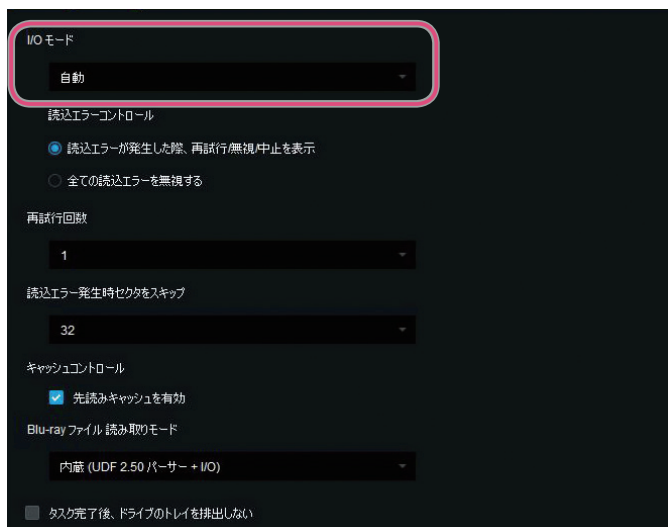 I/O モード
自動
読込エラーコントロール
読込エラーが発生した際、再試行/無視/中止を表示
全ての読込エラーを無視する
再試行回数
1
読込エラー発生時セクタをスキップ
32
キャッシュコントロール
先読みキャッシュを有効
Blu-ray ファイル 読み取りモード
内蔵 (UDF 2.50 パーサー + I/O)
タスク完了後、ドライブのトレイを排出しない